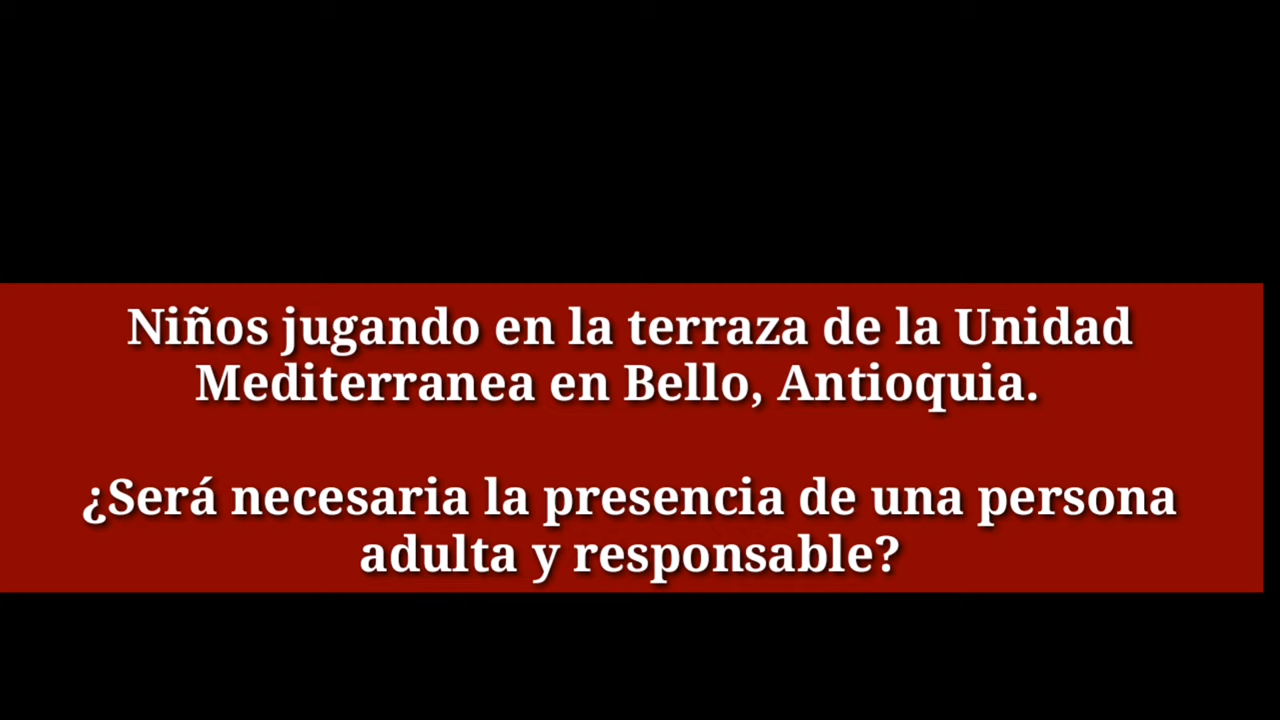 Niños jugando en la terraza de la Unidad
Mediterranea en Bello, Antioquia.
¿Será necesaria la presencia de una persona
adulta y responsable?